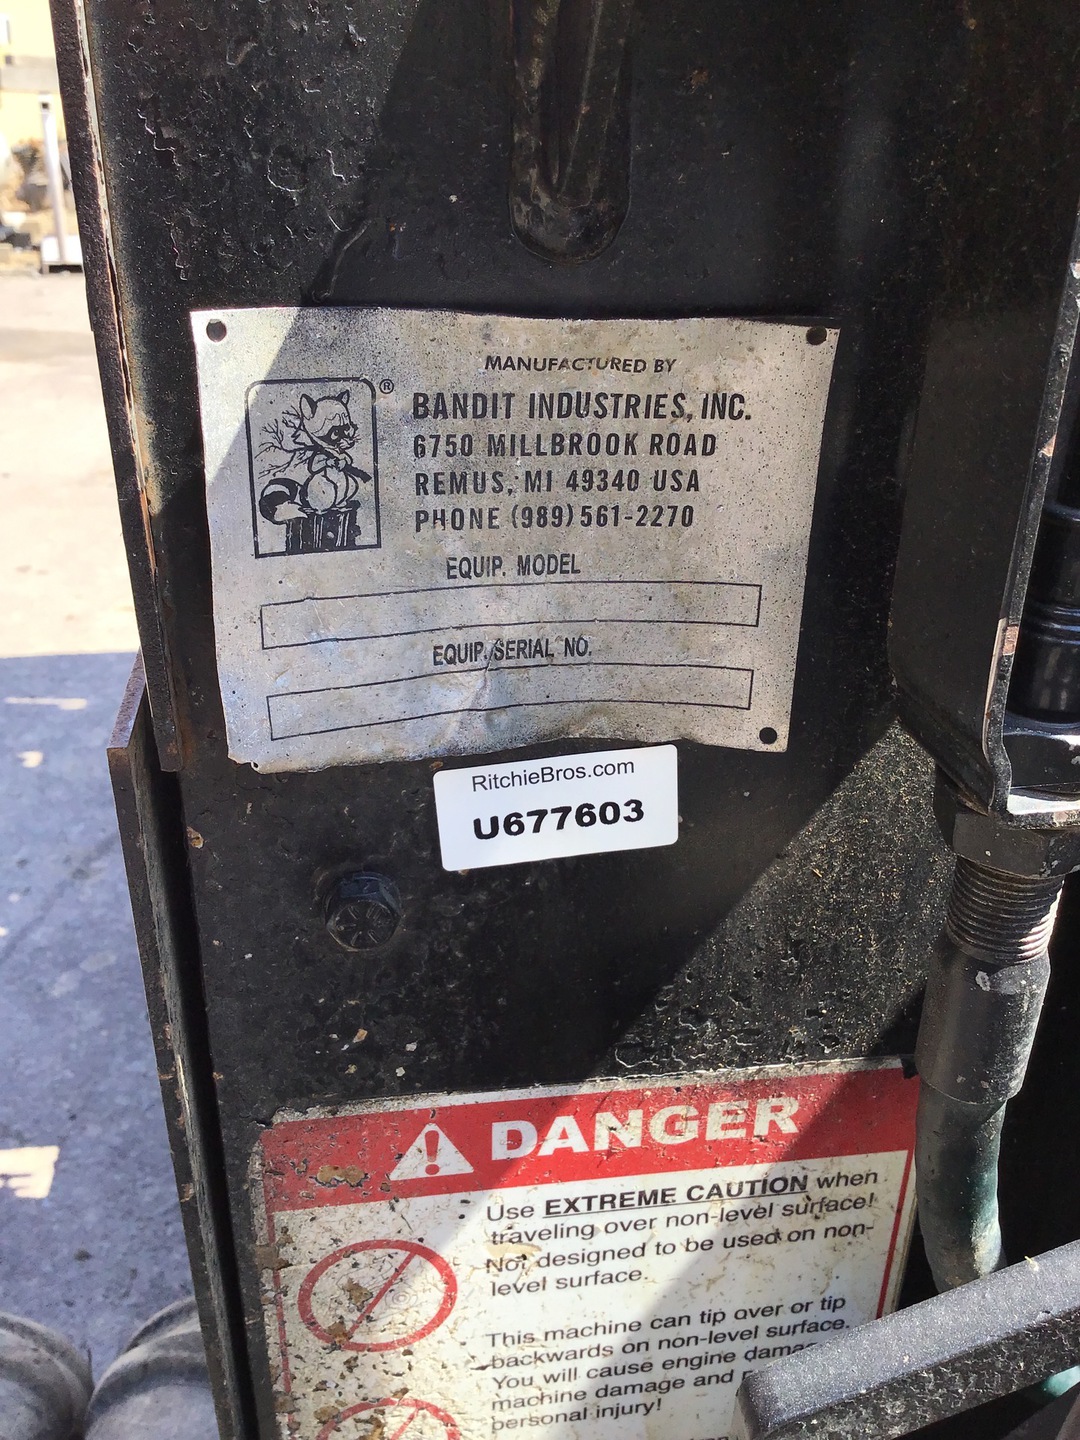 MANUFACTURED BY
®
BANDIT INDUSTRIES, INC.
6750 MILLBROOK ROAD
REMUS, MI 49340 USA
PHONE (989) 561-2270
EQUIP. MODEL
EQUIP. SERIAL NO.
RitchieBros.com
U677603
DANGER
Use EXTREME CAUTION when
traveling over non-level surface!
Not designed to be used on non-
level surface.
This machine can tip over or tip
backwards on non-level surface.
You will cause engine
machine damage and
personal injury!